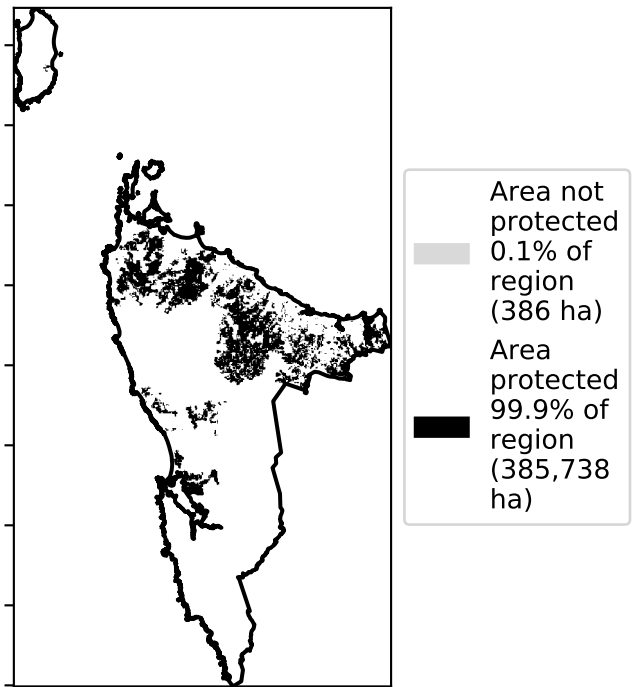 Area not
protected
0.1% of
region
(386 ha)
Area
protected
99.9% of
region
(385,738
ha)